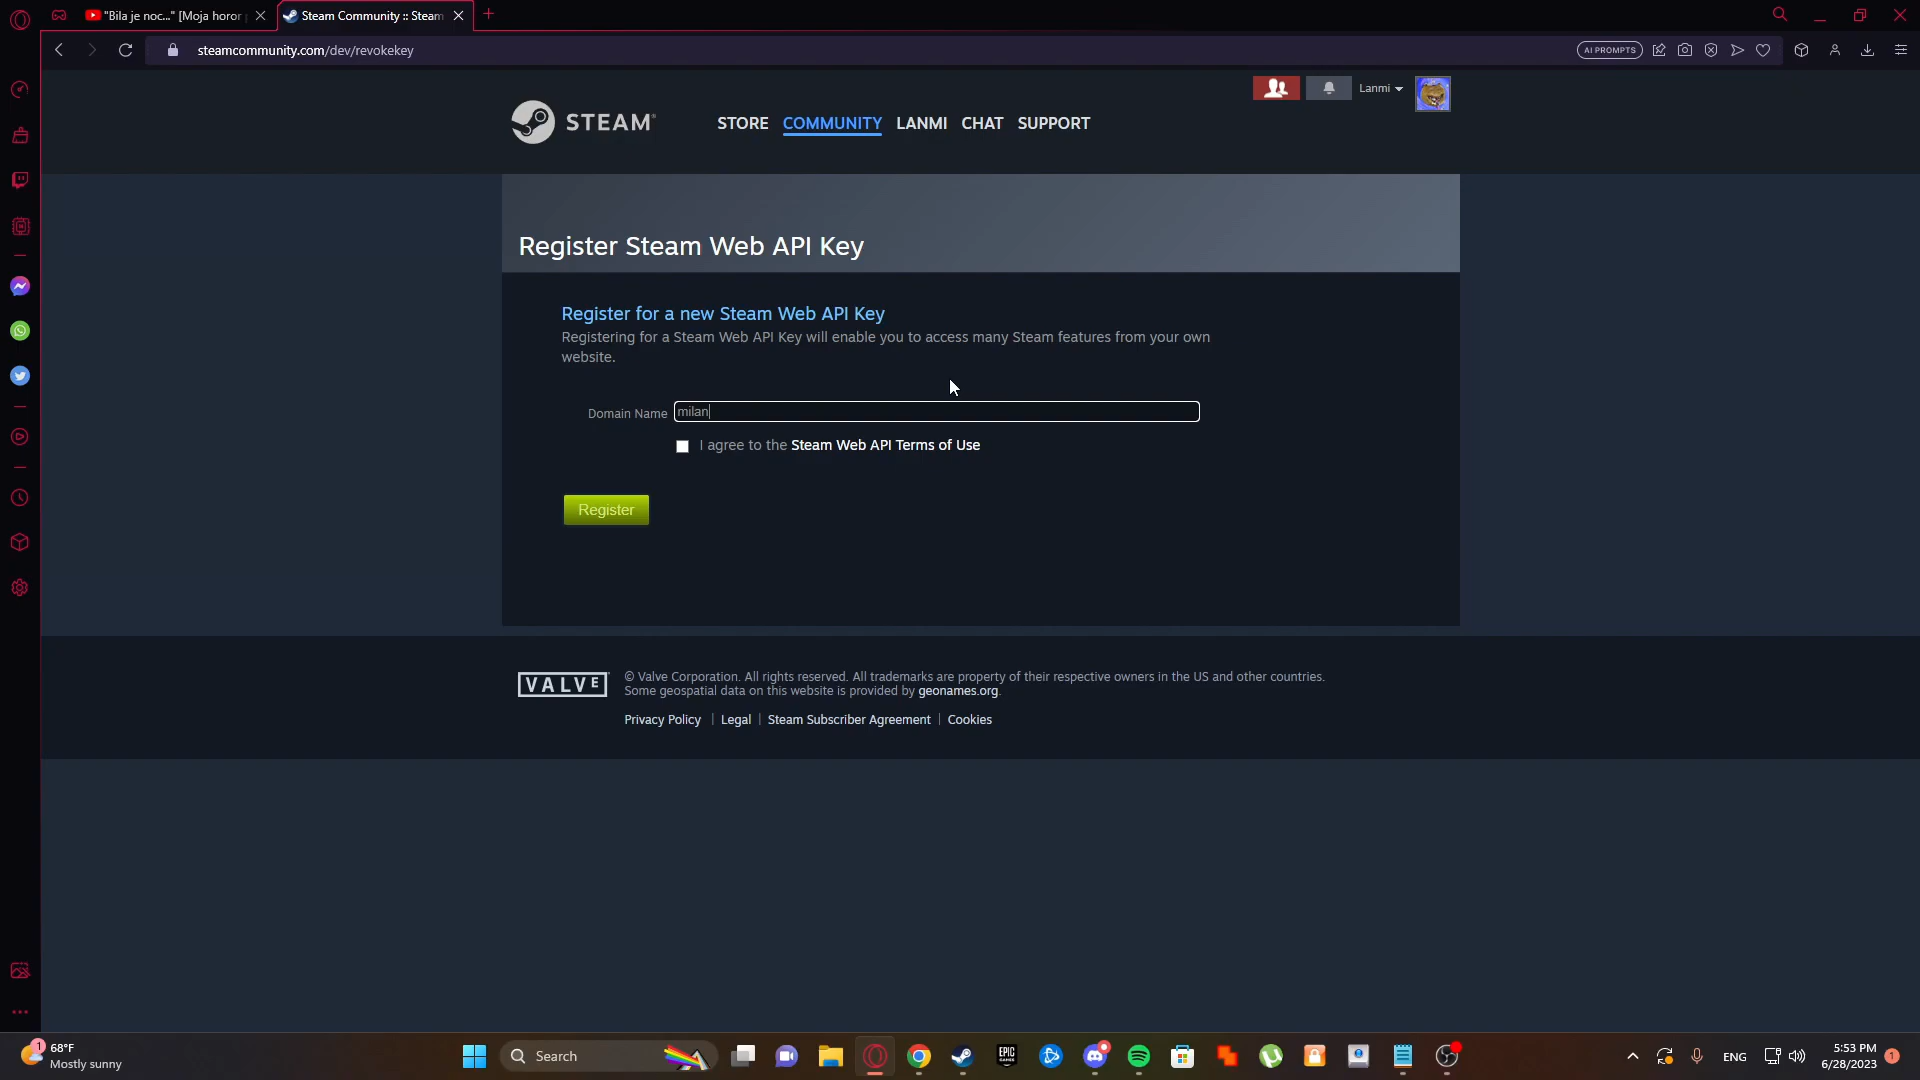 "Bila je noc..." [Moja horor
Steam Community :: Steam
steamcommunity.com/dev/revokekey
AI PROMPTS
Lanmi
STEAM
STORE COMMUNITY LANMI CHAT SUPPORT
Register Steam Web API Key
Register for a new Steam Web API Key
Registering for a Steam Web API Key will enable you to access many Steam features from your own
website.
Domain Name milan
I agree to the Steam Web API Terms of Use
Register
VALVE
© Valve Corporation. All rights reserved. All trademarks are property of their respective owners in the US and other countries.
Some geospatial data on this website is provided by geonames.org.
Privacy Policy | Legal | Steam Subscriber Agreement | Cookies
1
68°F
Mostly sunny
Search
EPIC
GAMES
ENG
5:53 PM
6/28/2023
1